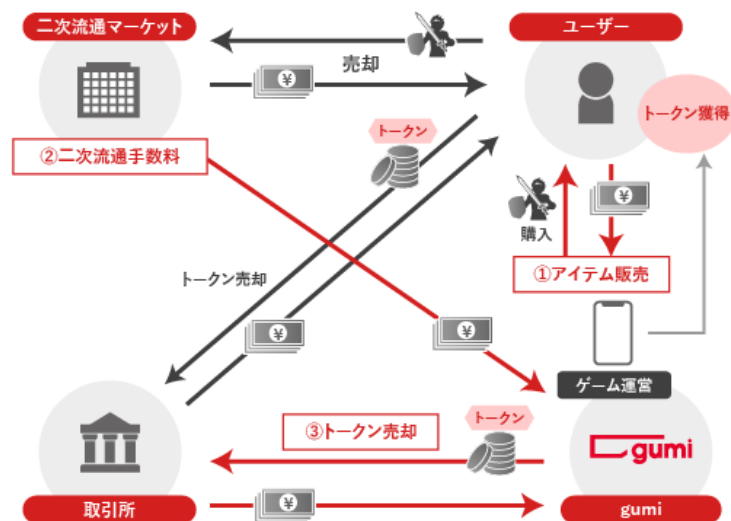 二次流通マーケット
ユーザー
売却
¥
トークン獲得
②二次流通手数料
トークン
¥
購入
①アイテム販売
トークン売却
¥
¥
ゲーム運営
③トークン売却
トークン
gumi
取引所
¥
gumi